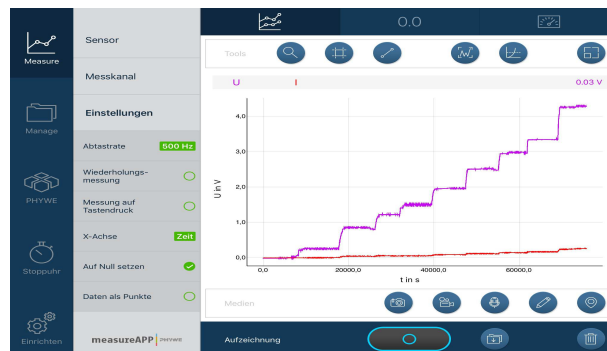 0.0
Measure
Sensor
Messkanal
Einstellungen
Manage
Abtastrate 500 Hz
Wiederholungs-
messung
PHYWE
Messung auf
Tastendruck
X-Achse Zeit
Stoppuhr
Auf Null setzen
Daten als Punkte
Einrichten
measureAPP PHYWE
Tools
U I 0.03 V
4,0
3,0
2,0
1,0
0,0
U in V
0,0 20000,0 40000,0 60000,0
t in s
Medien
Aufzeichnung